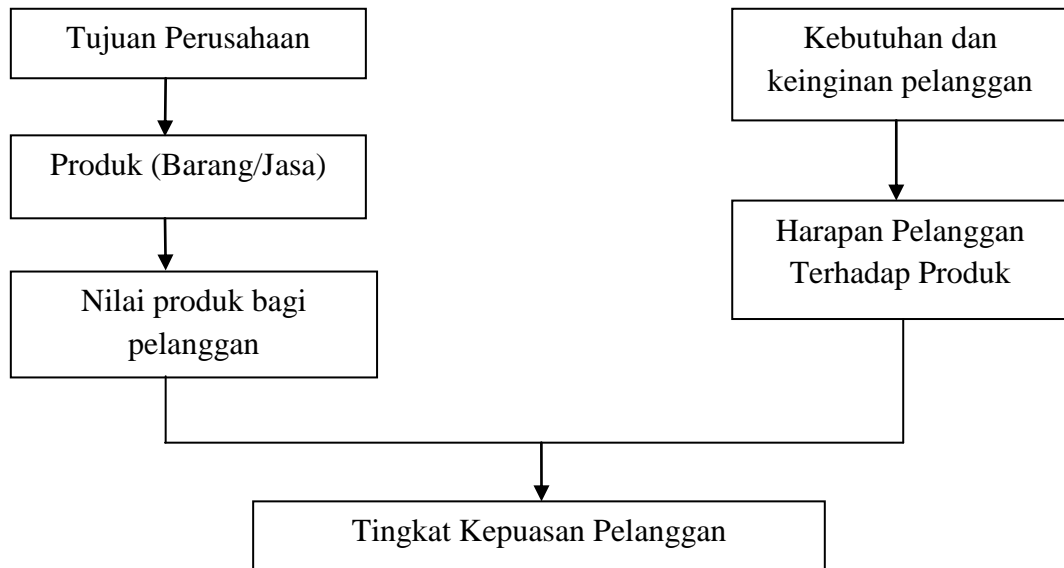 Tujuan Perusahaan
Produk (Barang/Jasa)
Nilai produk bagi
pelanggan
Kebutuhan dan
keinginan pelanggan
Harapan Pelanggan
Terhadap Produk
Tingkat Kepuasan Pelanggan